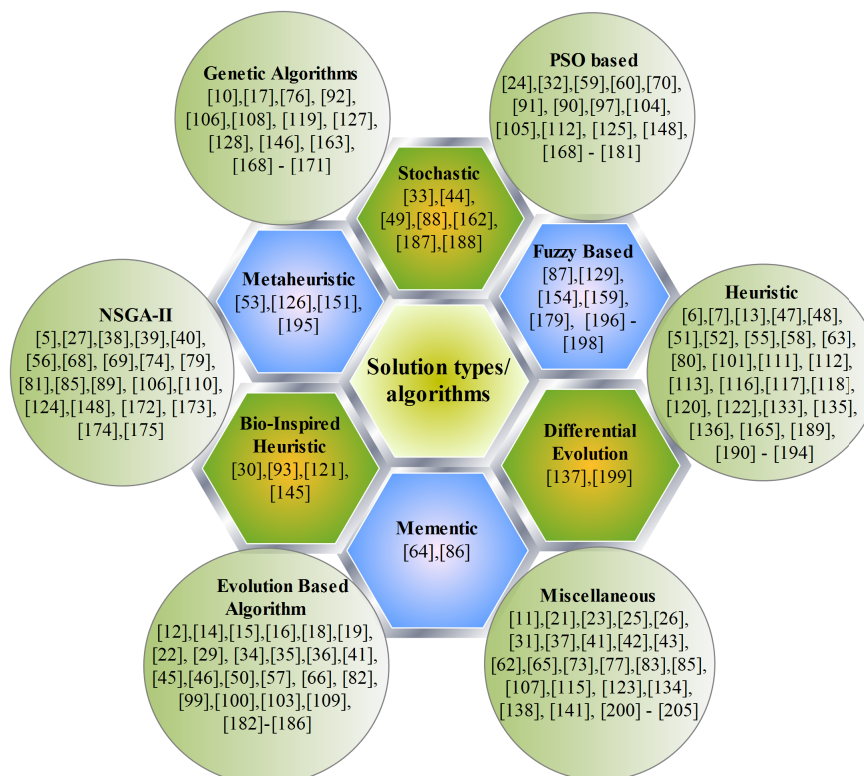 Genetic Algorithms
[10],[17],[76], [92],
[106],[108], [119], [127],
[128], [146], [163],
[168] - [171]
PSO based
[24],[32],[59],[60],[70],
[91], [90],[97],[104],
[105],[112], [125], [148],
[168] - [181]
Stochastic
[33],[44],
[49],[88],[162],
[187],[188]
Metaheuristic
[53],[126],[151],
[195]
Fuzzy Based
[87],[129],
[154],[159],
[179], [196] -
[198]
NSGA-II
[5],[27],[38],[39],[40],
[56],[68], [69],[74], [79],
[81],[85],[89], [106],[110],
[124],[148], [172], [173],
[174],[175]
Heuristic
[6],[7],[13],[47],[48],
[51],[52], [55],[58], [63],
[80], [101],[111], [112],
[113], [116],[117],[118],
[120], [122],[133], [135],
[136], [165], [189],
[190] - [194]
Solution types/
algorithms
Bio-Inspired
Heuristic
[30],[93],[121],
[145]
Differential
Evolution
[137],[199]
Mementic
[64],[86]
Evolution Based
Algorithm
[12],[14],[15],[16],[18],[19],
[22], [29], [34],[35],[36],[41],
[45],[46],[50],[57], [66], [82],
[99],[100],[103],[109],
[182]-[186]
Miscellaneous
[11],[21],[23],[25],[26],
[31],[37],[41],[42],[43],
[62],[65],[73],[77],[83],[85],
[107],[115], [123],[134],
[138], [141], [200] - [205]